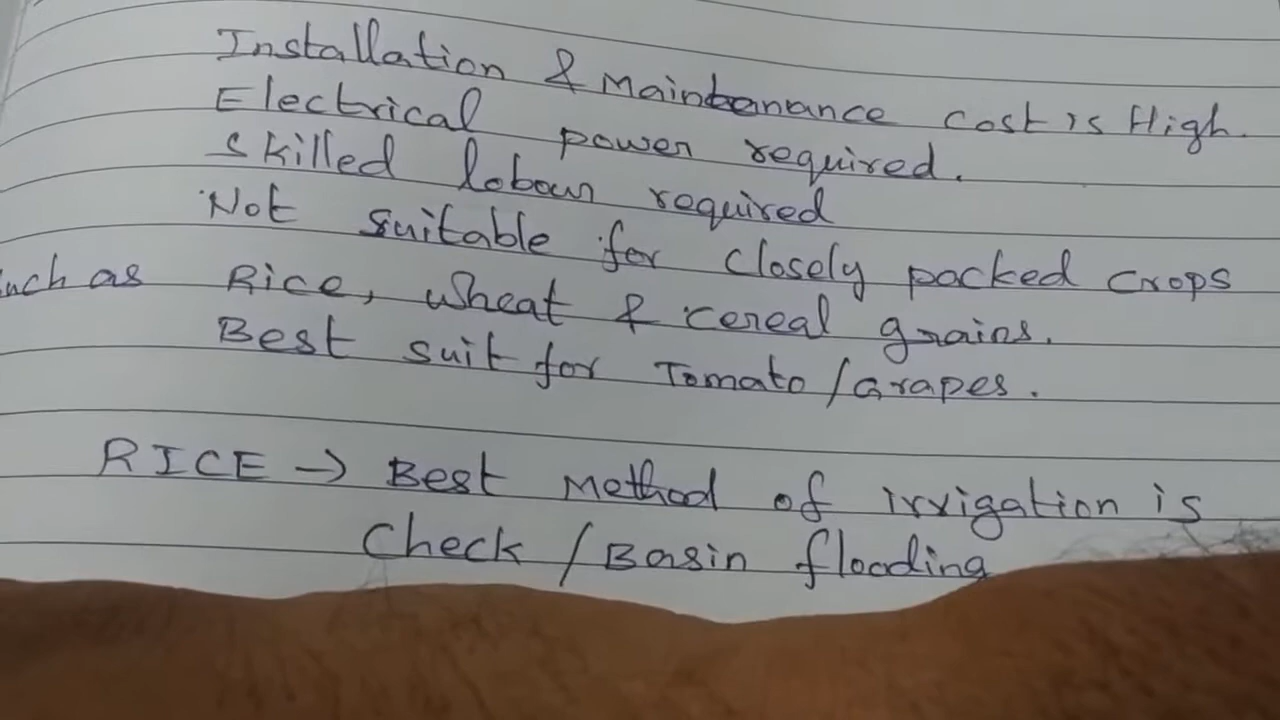 Installation & Maintenance cost is High.
Electrical power required.
Skilled labour required
Not suitable for closely packed crops
such as Rice, wheat & cereal grains.
Best suit for Tomato/Grapes.
RICE → Best Method of irrigation is
Check / Basin flooding